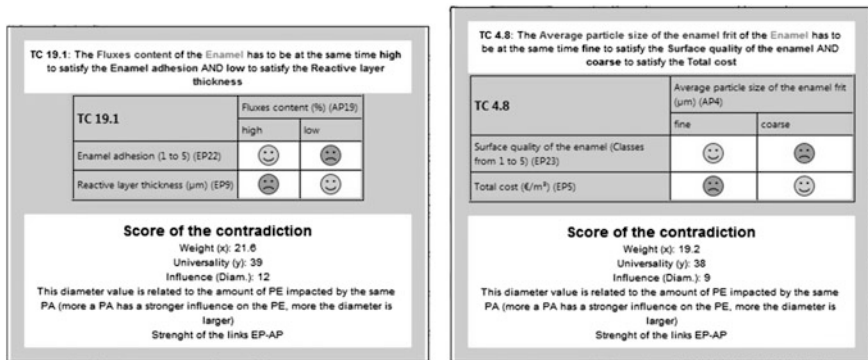 TC 19.1: The Fluxes content of the Enamel has to be at the same time high
to satisfy the Enamel adhesion AND low to satisfy the Reactive layer
thickness
TC 19.1
Fluxes content (%) (AP19)
high
low
Enamel adhesion (1 to 5) (EP22)
Reactive layer thickness (µm) (EP9)
Score of the contradiction
Weight (x): 21.6
Universality (y): 39
Influence (Diam.): 12
This diameter value is related to the amount of PE impacted by the same
PA (more a PA has a stronger influence on the PE, more the diameter is
larger)
Strenght of the links EP-AP
TC 4.8: The Average particle size of the enamel frit of the Enamel has to
be at the same time fine to satisfy the Surface quality of the enamel AND
coarse to satisfy the Total cost
TC 4.8
Average particle size of the enamel frit
(µm) (AP4)
fine
coarse
Surface quality of the enamel (Classes
from 1 to 5) (EP23)
Total cost (€/m²) (EP5)
Score of the contradiction
Weight (x): 19.2
Universality (y): 38
Influence (Diam.): 9
This diameter value is related to the amount of PE impacted by the same
PA (more a PA has a stronger influence on the PE, more the diameter is
larger)
Strenght of the links EP-AP